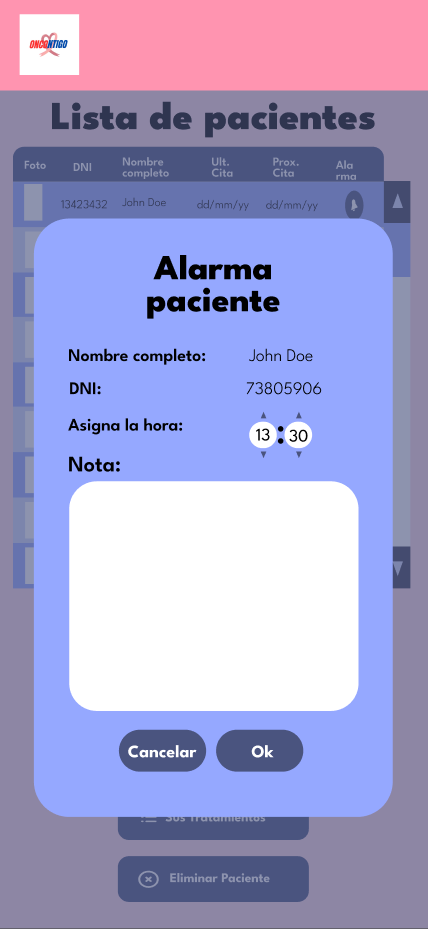 ONCONTIGO
Lista de pacientes
Foto DNI Nombre completo Ult. Cita Prox. Cita Ala rma
13423432 John Doe dd/mm/yy dd/mm/yy
Alarma
paciente
Nombre completo: John Doe
DNI: 73805906
Asigna la hora: 13:30
Nota:
Cancelar Ok
Sus Tratamientos
Eliminar Paciente